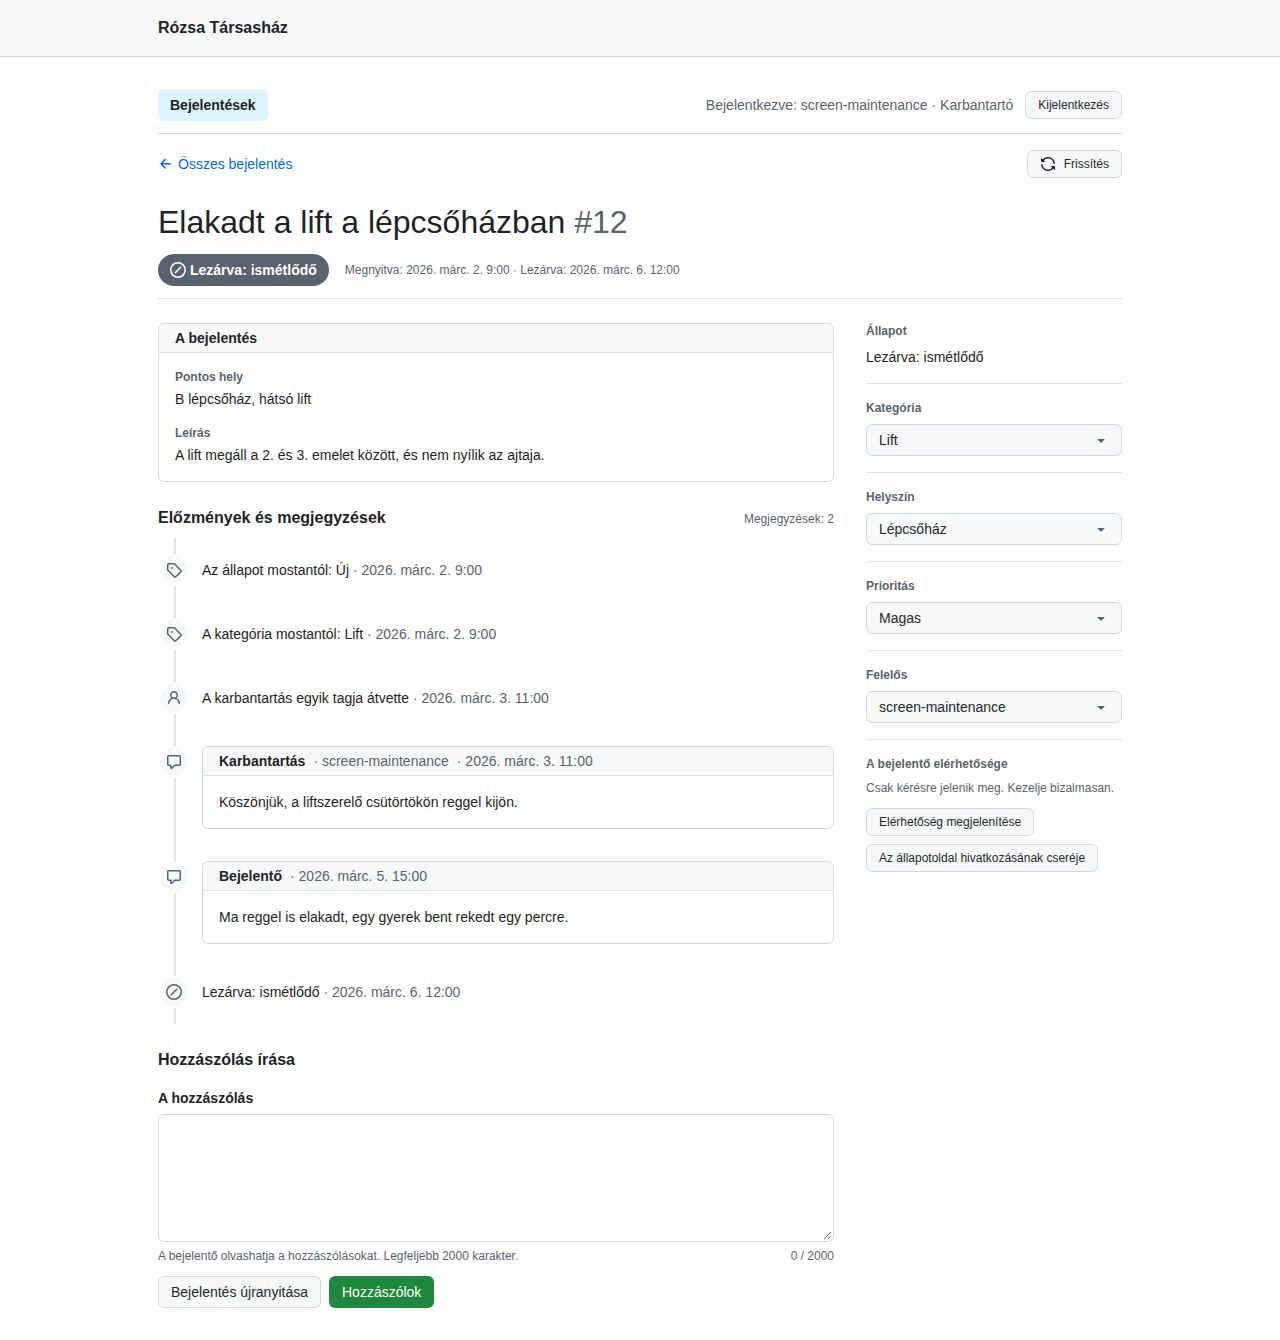 Rózsa Társasház
Bejelentések
Bejelentkezve: screen-maintenance · Karbantartó
Kijelentkezés
Összes bejelentés
Frissítés
Elakadt a lift a lépcsőházban #12
Lezárva: ismétlődő
Megnyitva: 2026. márc. 2. 9:00 · Lezárva: 2026. márc. 6. 12:00
A bejelentés
Pontos hely
B lépcsőház, hátsó lift
Leírás
A lift megáll a 2. és 3. emelet között, és nem nyílik az ajtaja.
Előzmények és megjegyzések
Megjegyzések: 2
Az állapot mostantól: Új · 2026. márc. 2. 9:00
A kategória mostantól: Lift · 2026. márc. 2. 9:00
A karbantartás egyik tagja átvette · 2026. márc. 3. 11:00
Karbantartás · screen-maintenance · 2026. márc. 3. 11:00
Köszönjük, a liftszerelő csütörtökön reggel kijön.
Bejelentő · 2026. márc. 5. 15:00
Ma reggel is elakadt, egy gyerek bent rekedt egy percre.
Lezárva: ismétlődő · 2026. márc. 6. 12:00
Hozzászólás írása
A hozzászólás
A bejelentő olvashatja a hozzászólásokat. Legfeljebb 2000 karakter.
0 / 2000
Bejelentés újranyitása
Hozzászólok
Állapot
Lezárva: ismétlődő
Kategória
Lift
Helyszín
Lépcsőház
Prioritás
Magas
Felelős
screen-maintenance
A bejelentő elérhetősége
Csak kérésre jelenik meg. Kezelje bizalmasan.
Elérhetőség megjelenítése
Az állapotoldal hivatkozásának cseréje